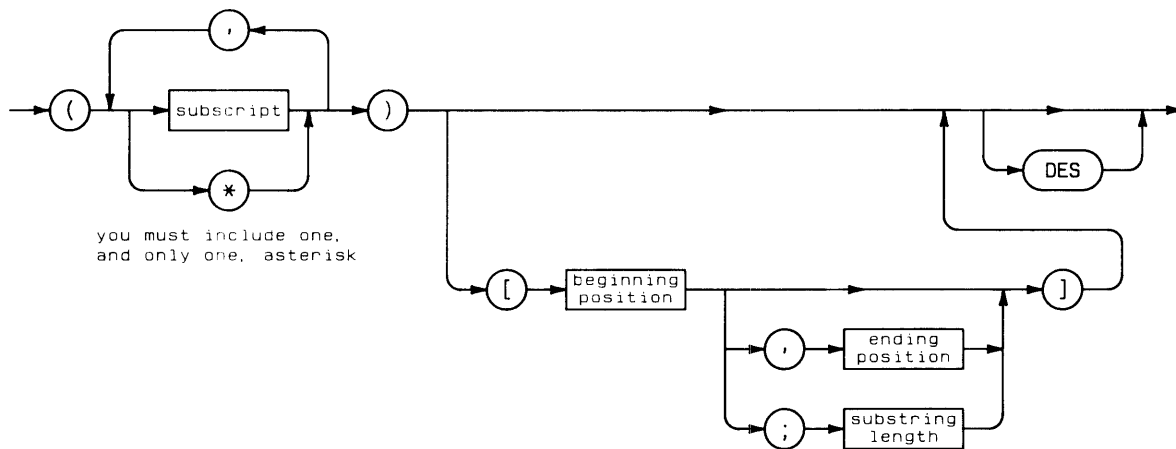 ,
( subscript ) 
* DES
you must include one,
and only one, asterisk
[ beginning position ]
, ending position
; substring length